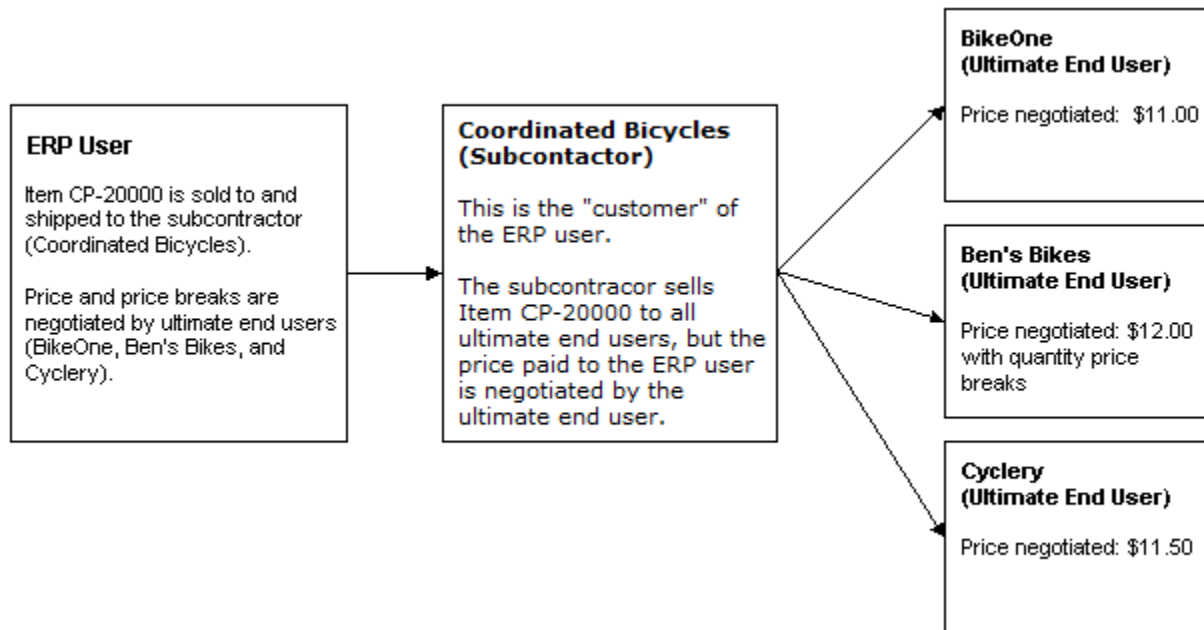 ERP User
Item CP-20000 is sold to and
shipped to the subcontractor
(Coordinated Bicycles).
Price and price breaks are
negotiated by ultimate end users
(BikeOne, Ben's Bikes, and
Cyclery).
Coordinated Bicycles
(Subcontactor)
This is the "customer" of
the ERP user.
The subcontracor sells
Item CP-20000 to all
ultimate end users, but the
price paid to the ERP user
is negotiated by the
ultimate end user.
BikeOne
(Ultimate End User)
Price negotiated: $11.00
Ben's Bikes
(Ultimate End User)
Price negotiated: $12.00
with quantity price
breaks
Cyclery
(Ultimate End User)
Price negotiated: $11.50